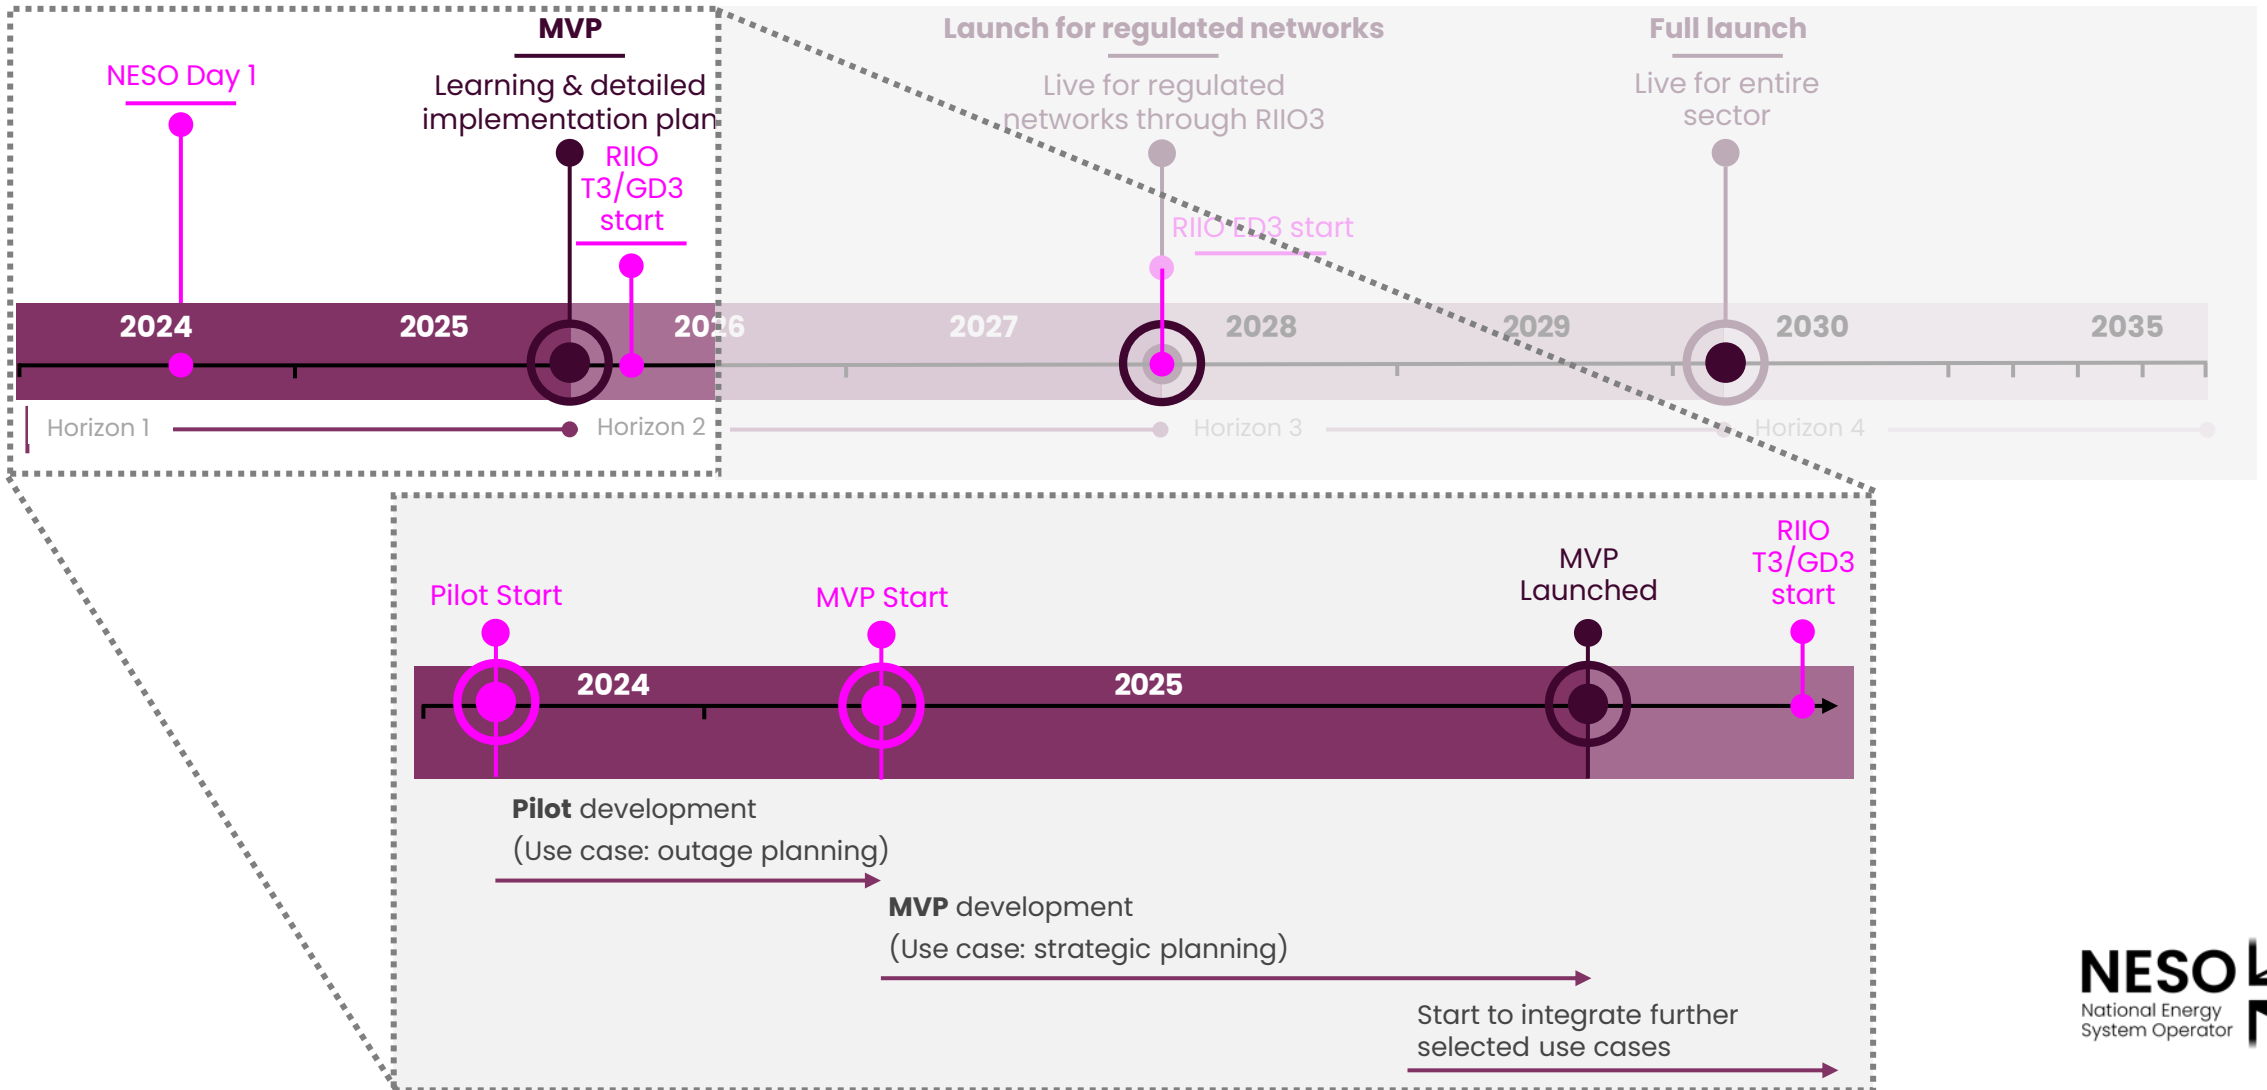 MVP
Launch for regulated networks
Full launch
NESO Day 1
Learning & detailed
implementation plan
Live for regulated
networks through RIIO3
Live for entire
sector
RIIO
T3/GD3
start
RIIO ED3 start
2024
2025
2026
2027
2028
2029
2030
2035
Horizon 1
Horizon 2
Horizon 3
Horizon 4
Pilot Start
MVP Start
MVP
Launched
RIIO
T3/GD3
start
2024
2025
Pilot development
(Use case: outage planning)
MVP development
(Use case: strategic planning)
Start to integrate further
selected use cases
NESO
National Energy
System Operator